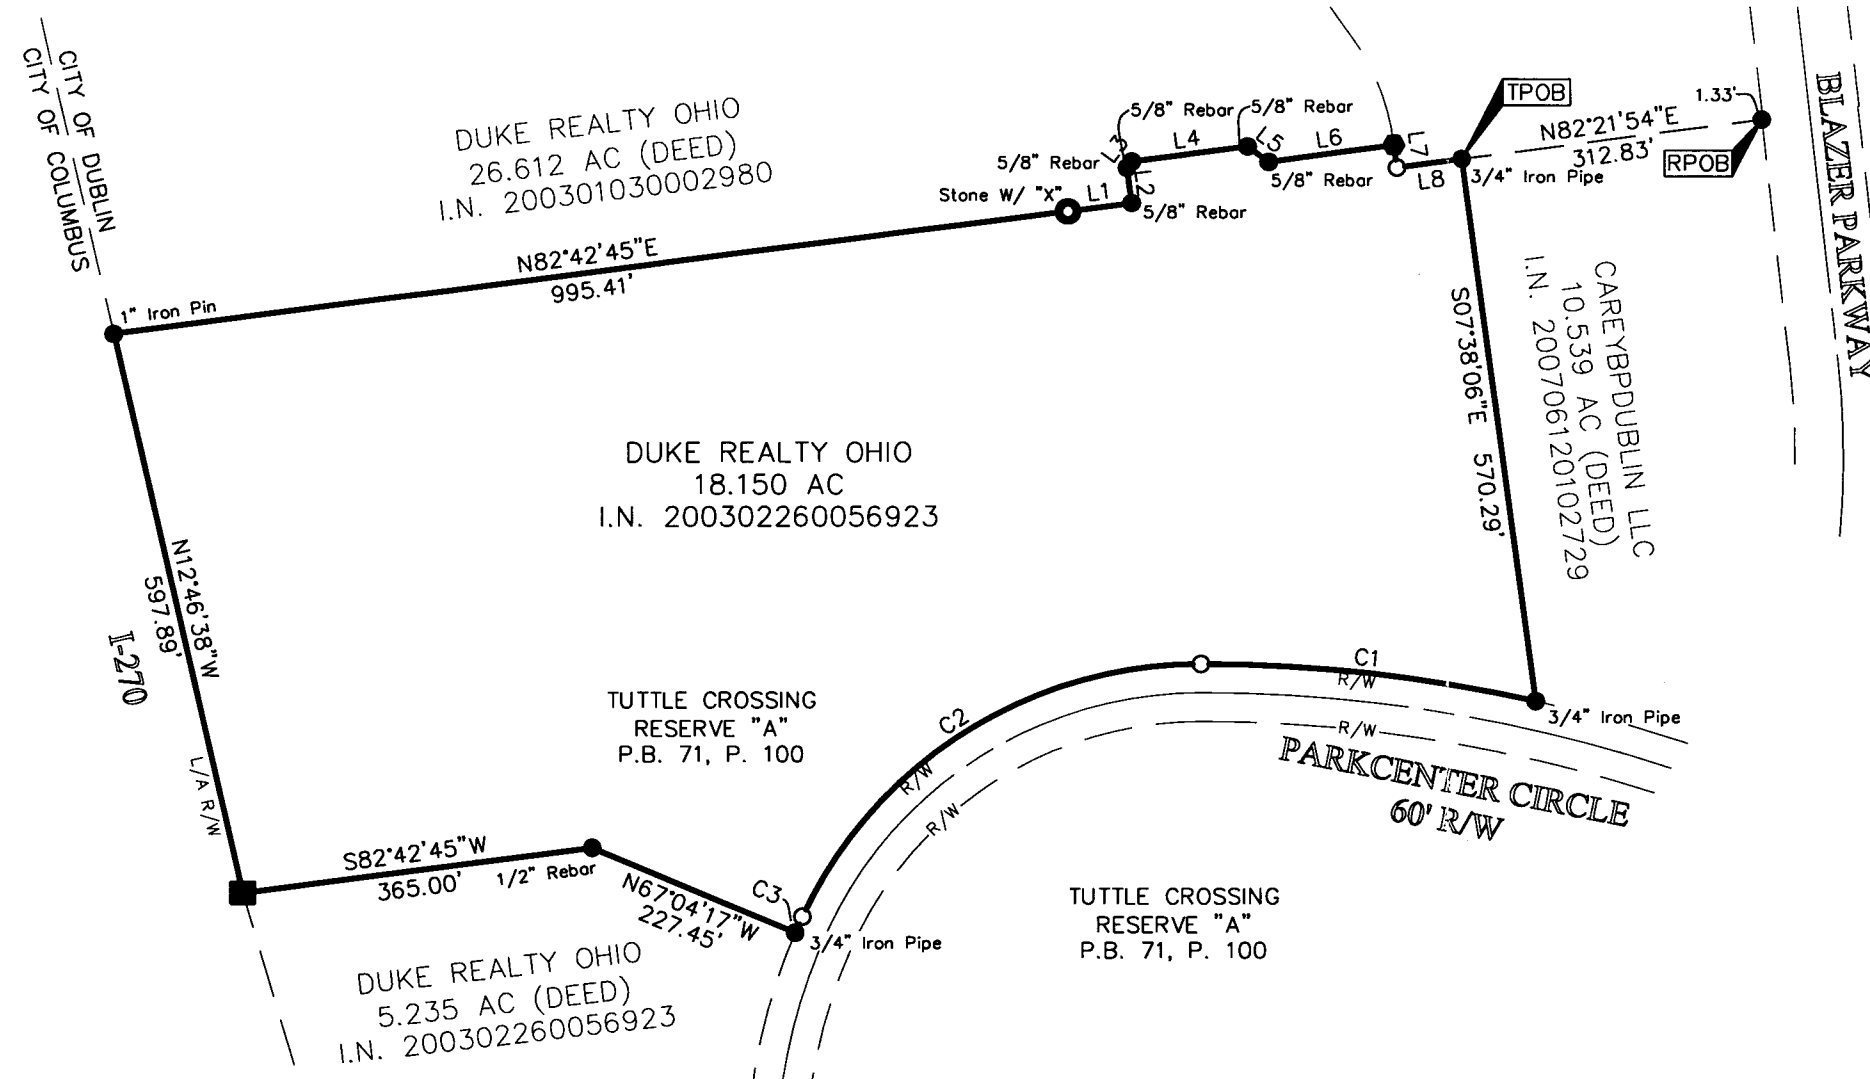 CITY OF DUBLIN
CITY OF COLUMBUS
DUKE REALTY OHIO
26.612 AC (DEED)
I.N. 200301030002980
5/8" Rebar
5/8" Rebar
5/8" Rebar
Stone W/ "X"
L1
L2
L3
L4
L5
L6
L7
L8
5/8" Rebar
5/8" Rebar
TPOB
3/4" Iron Pipe
N82°21'54"E
312.83'
1.33'
RPOB
BLAZER PARKWAY
1" Iron Pin
N82°42'45"E
995.41'
S07°38'06"E 570.29'
CAREYBPDUBLIN LLC
10.539 AC (DEED)
I.N. 200706120102729
DUKE REALTY OHIO
18.150 AC
I.N. 200302260056923
N12°46'38"W
597.89'
I-270
L/A R/W
TUTTLE CROSSING
RESERVE "A"
P.B. 71, P. 100
C1
R/W
C2
R/W
R/W
R/W
3/4" Iron Pipe
PARKCENTER CIRCLE
60' R/W
S82°42'45"W
365.00'
1/2" Rebar
N67°04'17"W
227.45'
C3
3/4" Iron Pipe
TUTTLE CROSSING
RESERVE "A"
P.B. 71, P. 100
DUKE REALTY OHIO
5.235 AC (DEED)
I.N. 200302260056923